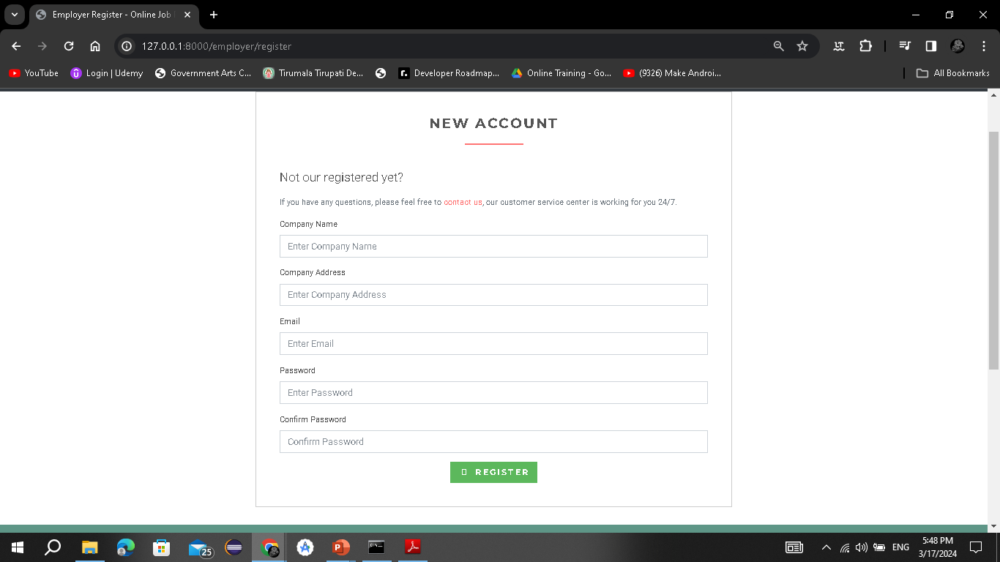 Employer Register - Online Job
127.0.0.1:8000/employer/register
YouTube
Login | Udemy
Government Arts C...
Tirumala Tirupati De...
Developer Roadmap...
Online Training - Go...
(9326) Make Androi...
All Bookmarks
NEW ACCOUNT
Not our registered yet?
If you have any questions, please feel free to contact us, our customer service center is working for you 24/7.
Company Name
Enter Company Name
Company Address
Enter Company Address
Email
Enter Email
Password
Enter Password
Confirm Password
Confirm Password
REGISTER
25
ENG
5:48 PM
3/17/2024